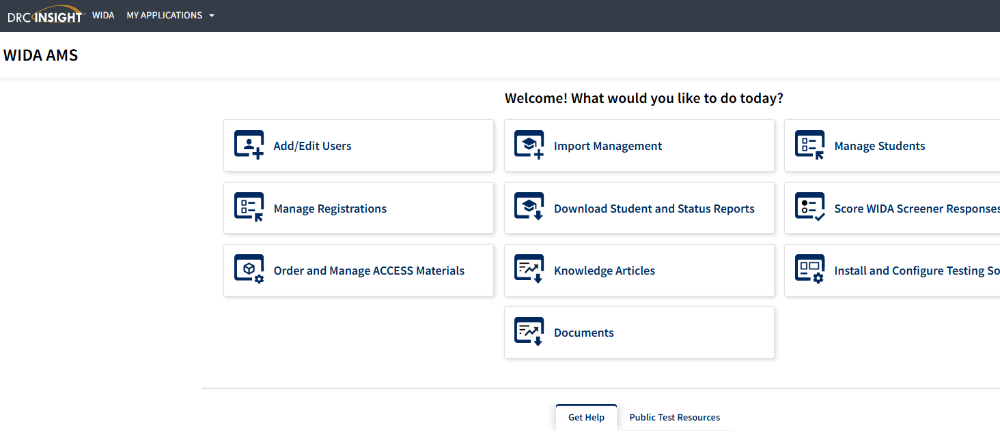 DRC INSIGHT WIDA MY APPLICATIONS
WIDA AMS
Welcome! What would you like to do today?
Add/Edit Users
Import Management
Manage Students
Manage Registrations
Download Student and Status Reports
Score WIDA Screener Responses
Order and Manage ACCESS Materials
Knowledge Articles
Install and Configure Testing So
Documents
Get Help
Public Test Resources